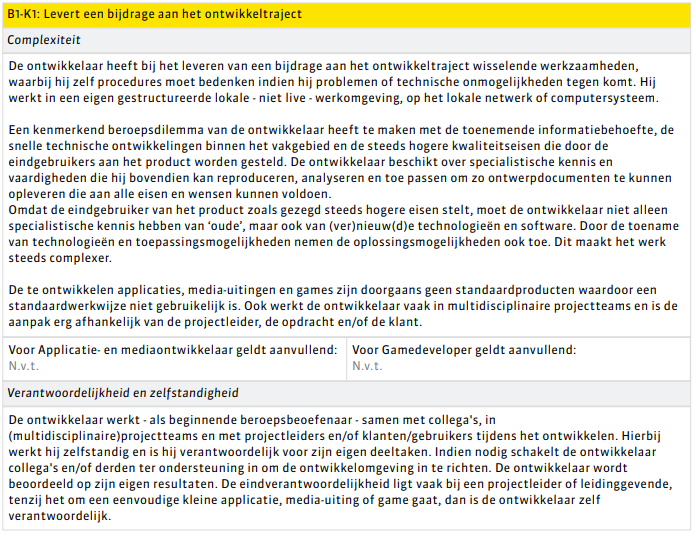 B1-K1: Levert een bijdrage aan het ontwikkeltraject
Complexiteit
De ontwikkelaar heeft bij het leveren van een bijdrage aan het ontwikkeltraject wisselende werkzaamheden,
waarbij hij zelf procedures moet bedenken indien hij problemen of technische onmogelijkheden tegen komt. Hij
werkt in een eigen gestructureerde lokale - niet live - werkomgeving, op het lokale netwerk of computersysteem.
Een kenmerkend beroepsdilemma van de ontwikkelaar heeft te maken met de toenemende informatiebehoefte, de
snelle technische ontwikkelingen binnen het vakgebied en de steeds hogere kwaliteitseisen die door de
eindgebruikers aan het product worden gesteld. De ontwikkelaar beschikt over specialistische kennis en
vaardigheden die hij bovendien kan reproduceren, analyseren en toe passen om zo ontwerpdocumenten te kunnen
opleveren die aan alle eisen en wensen kunnen voldoen.
Omdat de eindgebruiker van het product zoals gezegd steeds hogere eisen stelt, moet de ontwikkelaar niet alleen
specialistische kennis hebben van ‘oude’, maar ook van (ver)nieuw(d)e technologieën en software. Door de toename
van technologieën en toepassingsmogelijkheden nemen de oplossingsmogelijkheden ook toe. Dit maakt het werk
steeds complexer.
De te ontwikkelen applicaties, media-uitingen en games zijn doorgaans geen standaardproducten waardoor een
standaardwerkwijze niet gebruikelijk is. Ook werkt de ontwikkelaar vaak in multidisciplinaire projectteams en is de
aanpak erg afhankelijk van de projectleider, de opdracht en/of de klant.
Voor Applicatie- en mediaontwikkelaar geldt aanvullend:
N.v.t.
Voor Gamedeveloper geldt aanvullend:
N.v.t.
Verantwoordelijkheid en zelfstandigheid
De ontwikkelaar werkt - als beginnende beroepsbeoefenaar - samen met collega's, in
(multidisciplinaire)projectteams en met projectleiders en/of klanten/gebruikers tijdens het ontwikkelen. Hierbij
werkt hij zelfstandig en is hij verantwoordelijk voor zijn eigen deeltaken. Indien nodig schakelt de ontwikkelaar
collega's en/of derden ter ondersteuning in om de ontwikkelomgeving in te richten. De ontwikkelaar wordt
beoordeeld op zijn eigen resultaten. De eindverantwoordelijkheid ligt vaak bij een projectleider of leidinggevende,
tenzij het om een eenvoudige kleine applicatie, media-uiting of game gaat, dan is de ontwikkelaar zelf
verantwoordelijk.